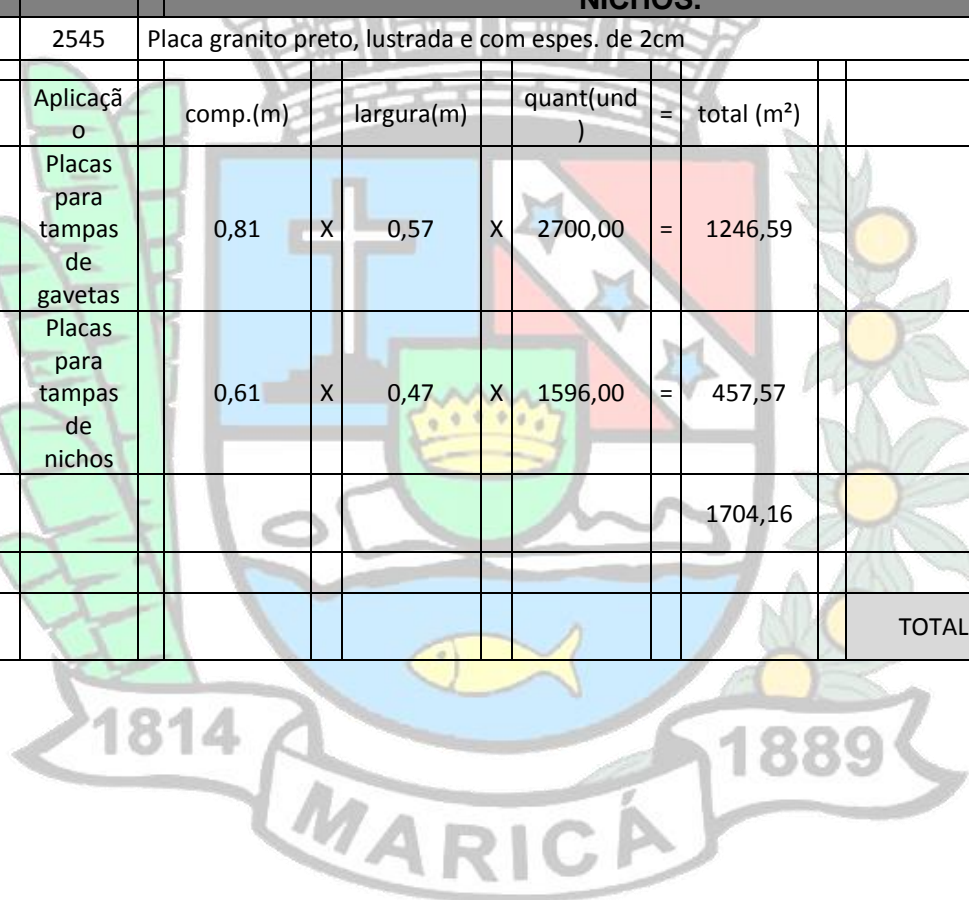 NICHOS.
2545 Placa granito preto, lustrada e com espes. de 2cm
Aplicaçã
o comp.(m) largura(m) quant(und
) = total (m²)
Placas
para
tampas
de
gavetas 0,81 X 0,57 X 2700,00 = 1246,59
Placas
para
tampas
de
nichos 0,61 X 0,47 X 1596,00 = 457,57
1704,16
TOTAL
1814 1889
MARICÁ